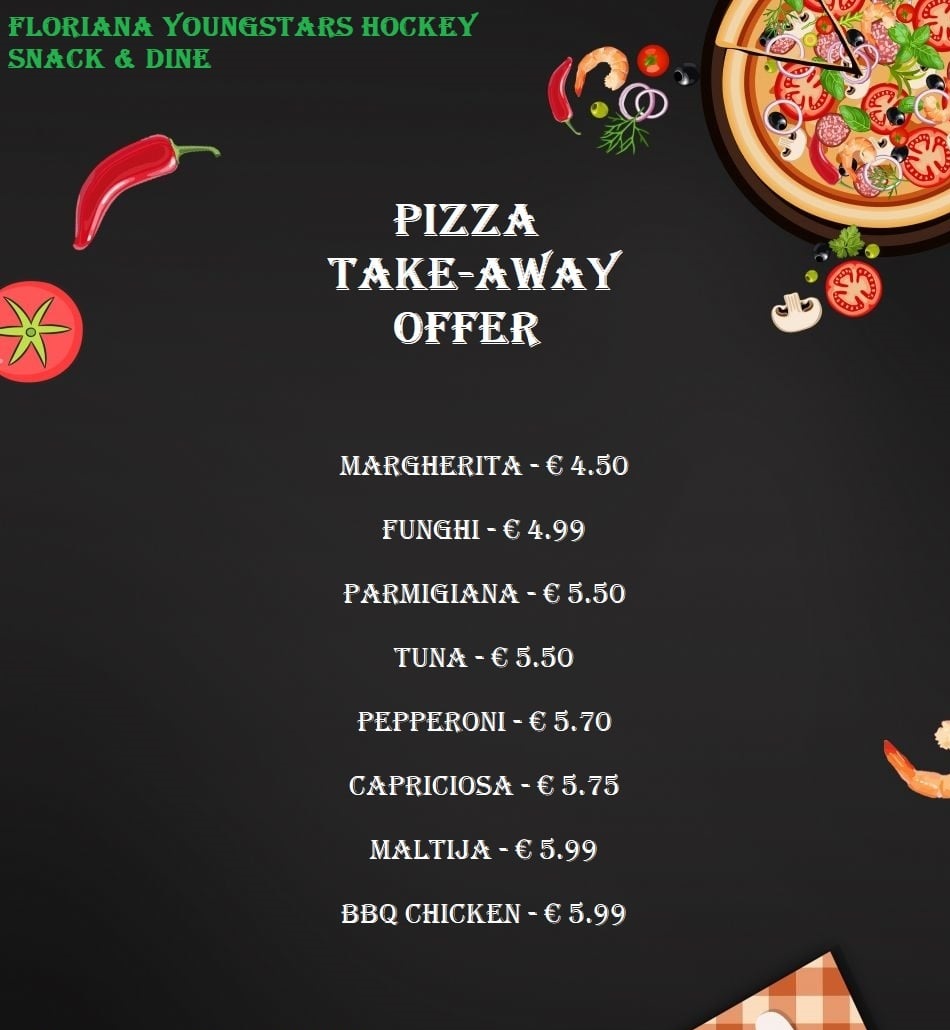 FLORIANA YOUNGSTARS HOCKEY
SNACK & DINE
PIZZA
TAKE-AWAY
OFFER
MARGHERITA - € 4.50
FUNGHI - € 4.99
PARMIGIANA - € 5.50
TUNA - € 5.50
PEPPERONI - € 5.70
CAPRICIOSA - € 5.75
MALTIJA - € 5.99
BBQ CHICKEN - € 5.99